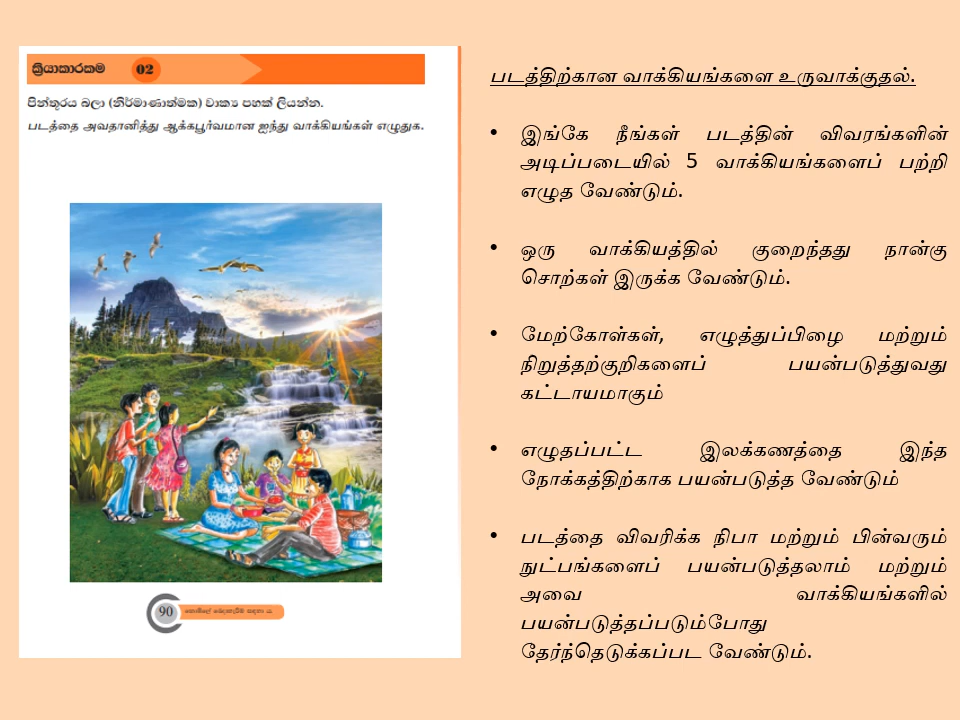 ක්‍රියාකාරකම 02
පින්තූරය බලා (නිර්මාණාත්මක) වාක්‍ය පහක් ලියන්න.
படத்தை அவதானித்து ஆக்கபூர்வமான ஐந்து வாக்கியங்கள் எழுதுக.
90
படத்திற்கான வாக்கியங்களை உருவாக்குதல்.
• இங்கே நீங்கள் படத்தின் விவரங்களின்
அடிப்படையில் 5 வாக்கியங்களைப் பற்றி
எழுத வேண்டும்.
• ஒரு வாக்கியத்தில் குறைந்தது நான்கு
சொற்கள் இருக்க வேண்டும்.
• மேற்கோள்கள், எழுத்துப்பிழை மற்றும்
நிறுத்தற்குறிகளைப் பயன்படுத்துவது
கட்டாயமாகும்
• எழுதப்பட்ட இலக்கணத்தை இந்த
நோக்கத்திற்காக பயன்படுத்த வேண்டும்
• படத்தை விவரிக்க நிபா மற்றும் பின்வரும்
நுட்பங்களைப் பயன்படுத்தலாம் மற்றும்
அவை வாக்கியங்களில்
பயன்படுத்தப்படும்போது
தேர்ந்தெடுக்கப்பட வேண்டும்.